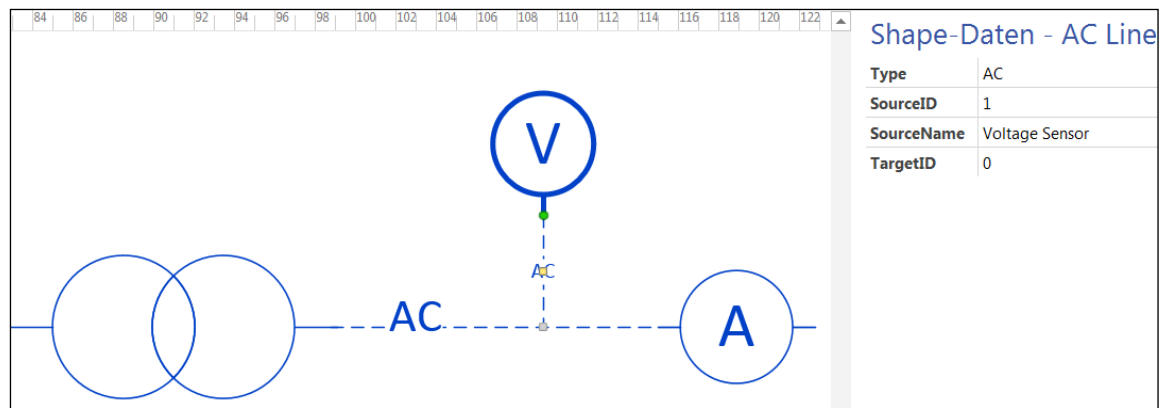 84 86 88 90 92 94 96 98 100 102 104 106 108 110 112 114 116 118 120 122
Shape-Daten - AC Line
Type AC
SourceID 1
SourceName Voltage Sensor
TargetID 0
V
AC
AC
A